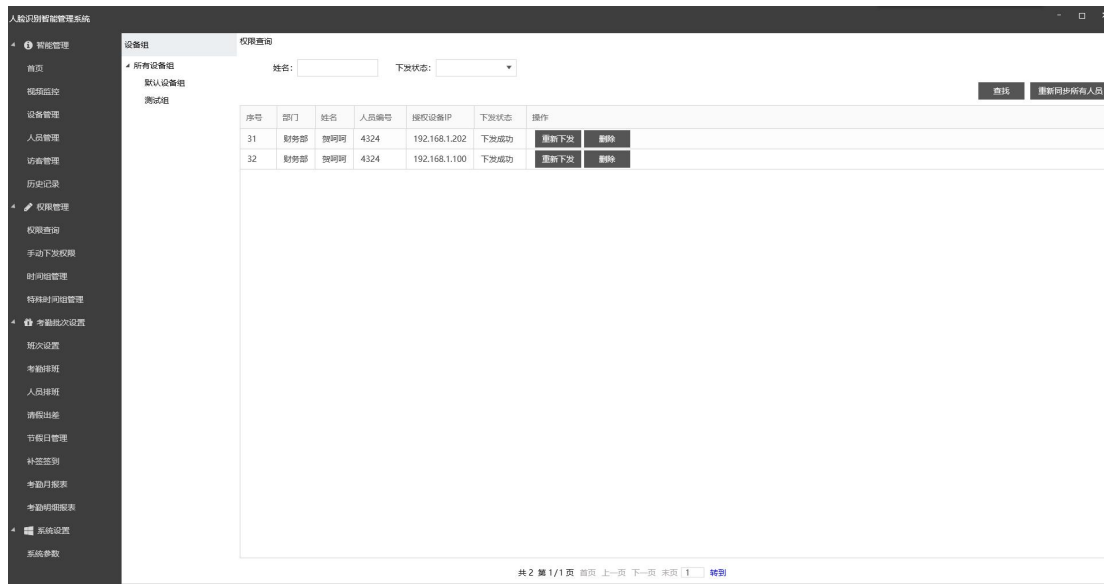 人脸识别智能管理系统
智能管理
首页
视频监控
设备管理
人员管理
访客管理
历史记录
权限管理
权限查询
手动下发权限
时间组管理
特殊时间组管理
考勤批次设置
班次设置
考勤排班
人员排班
请假出差
节假日管理
补签签到
考勤月报表
考勤明细报表
系统设置
系统参数
设备组
所有设备组
默认设备组
测试组
权限查询
姓名: 下发状态:
查找 重新同步所有人员
序号 部门 姓名 人员编号 授权设备IP 下发状态 操作
31 财务部 贺呵呵 4324 192.168.1.202 下发成功 重新下发 删除
32 财务部 贺呵呵 4324 192.168.1.100 下发成功 重新下发 删除
共 2 第 1/1 页 首页 上一页 下一页 末页 1 转到